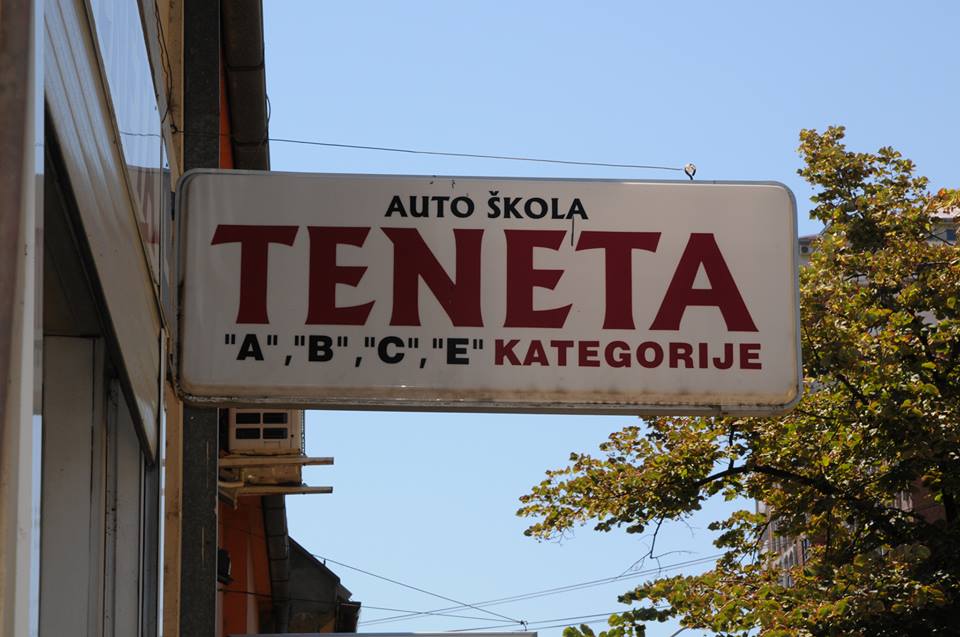 AUTO ŠKOLA
TENETA
"A","B","C","E" KATEGORIJE